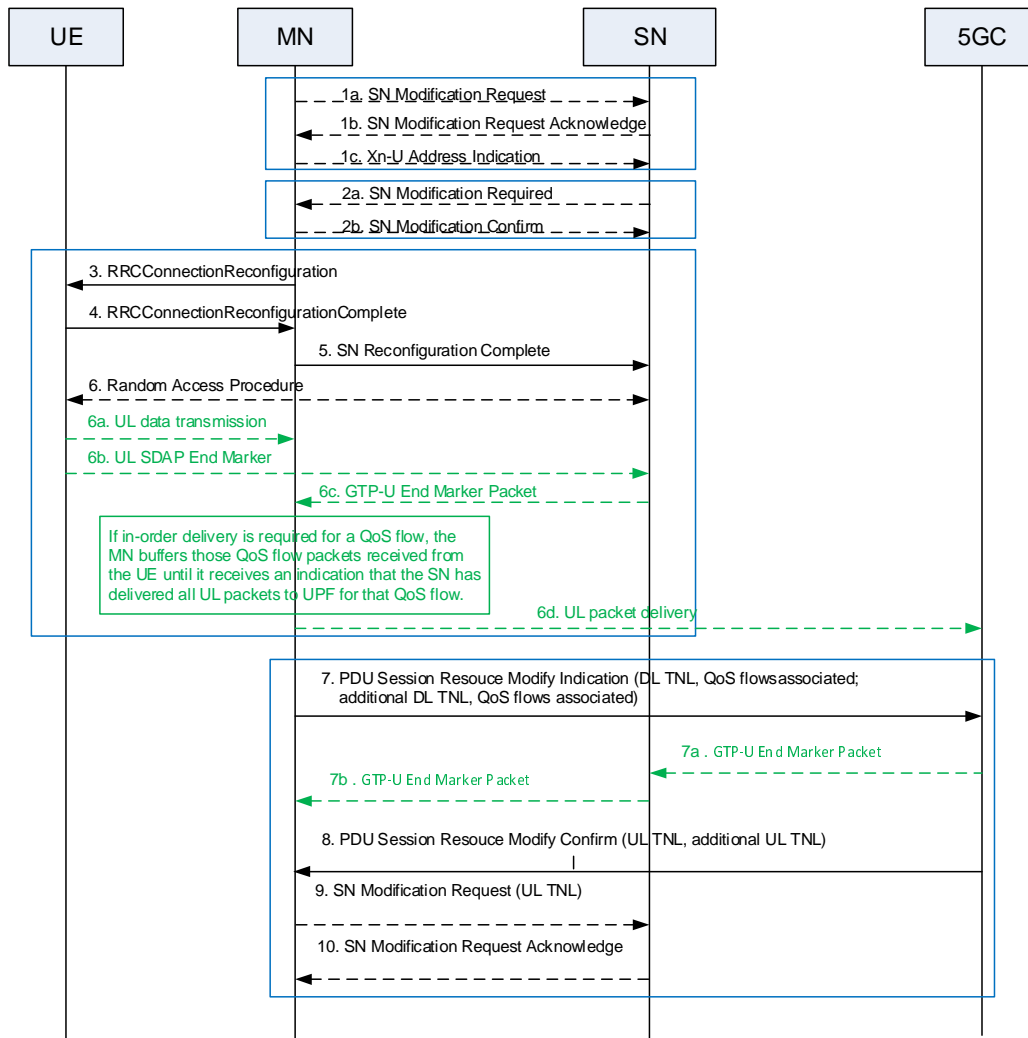 UE
MN
SN
5GC
1a. SN Modification Request
1b. SN Modification Request Acknowledge
1c. Xn-U Address Indication
2a. SN Modification Required
2b. SN Modification Confirm
3. RRCConnectionReconfiguration
4. RRCConnectionReconfigurationComplete
5. SN Reconfiguration Complete
6. Random Access Procedure
6a. UL data transmission
6b. UL SDAP End Marker
6c. GTP-U End Marker Packet
If in-order delivery is required for a QoS flow, the
MN buffers those QoS flow packets received from
the UE until it receives an indication that the SN has
delivered all UL packets to UPF for that QoS flow.
6d. UL packet delivery
7. PDU Session Resouce Modify Indication (DL TNL, QoS flowsassociated;
additional DL TNL, QoS flows associated)
7a . GTP-U End Marker Packet
7b . GTP-U End Marker Packet
8. PDU Session Resouce Modify Confirm (UL TNL, additional UL TNL)
9. SN Modification Request (UL TNL)
10. SN Modification Request Acknowledge